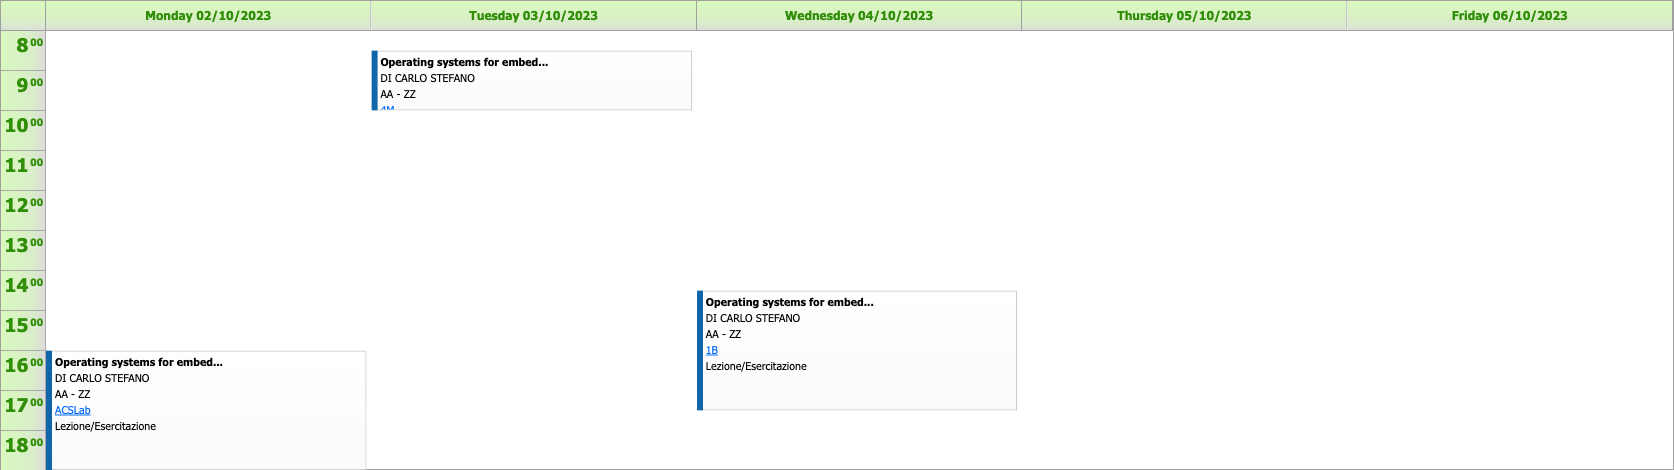 Monday 02/10/2023
Tuesday 03/10/2023
Wednesday 04/10/2023
Thursday 05/10/2023
Friday 06/10/2023
8 00
9 00
10 00
11 00
12 00
13 00
14 00
15 00
16 00
17 00
18 00
Operating systems for embed...
DI CARLO STEFANO
AA - ZZ
ACSLab
Lezione/Esercitazione
Operating systems for embed...
DI CARLO STEFANO
AA - ZZ
4M
Operating systems for embed...
DI CARLO STEFANO
AA - ZZ
1B
Lezione/Esercitazione